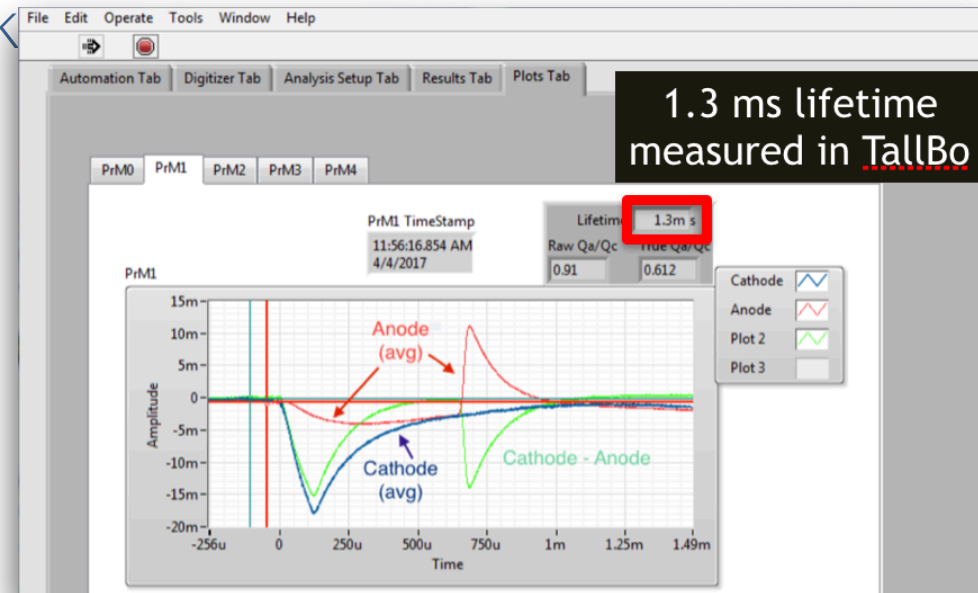 File Edit Operate Tools Window Help
Automation Tab Digitizer Tab Analysis Setup Tab Results Tab Plots Tab
1.3 ms lifetime
measured in TallBo
PrM0 PrM1 PrM2 PrM3 PrM4
PrM1 TimeStamp
11:56:16.854 AM
4/4/2017
Lifetim 1.3m s
Raw Qa/Qc True Qa/Qc
0.91 0.612
PrM1
Cathode
Anode
Plot 2
Plot 3
15m
10m
5m
0
-5m
-10m
-15m
-20m
Amplitude
Anode
(avg)
Cathode
(avg)
Cathode - Anode
-256u 0 250u 500u 750u 1m 1.25m 1.49m
Time